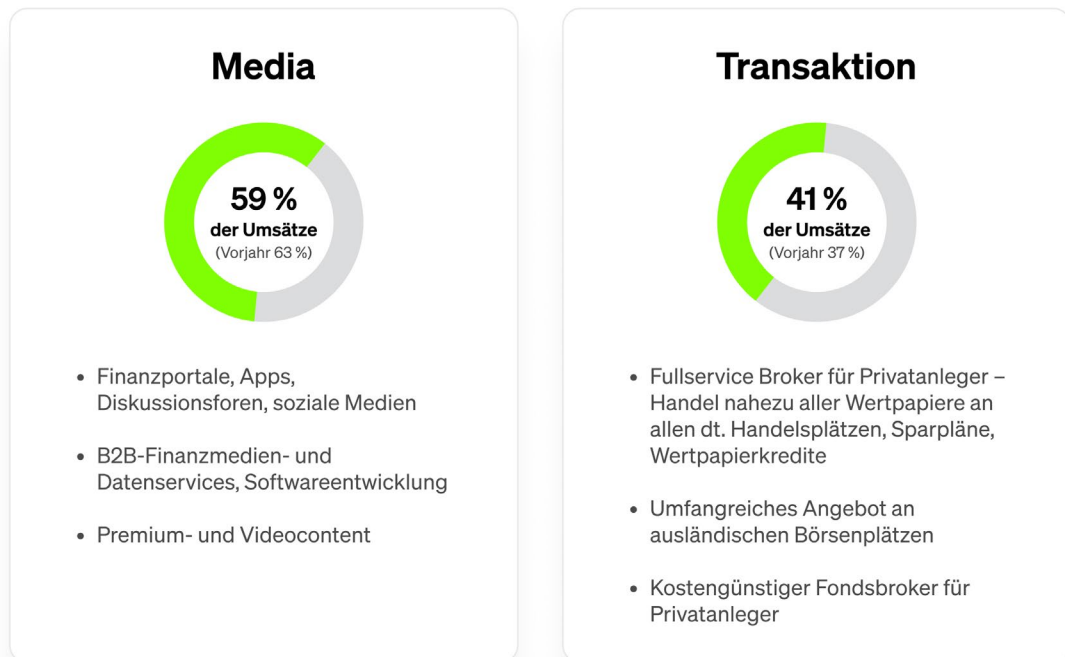 Media
59 %
der Umsätze
(Vorjahr 63 %)
• Finanzportale, Apps,
Diskussionsforen, soziale Medien
• B2B-Finanzmedien- und
Datenservices, Softwareentwicklung
• Premium- und Videocontent
Transaktion
41 %
der Umsätze
(Vorjahr 37 %)
• Fullservice Broker für Privatanleger –
Handel nahezu aller Wertpapiere an
allen dt. Handelsplätzen, Sparpläne,
Wertpapierkredite
• Umfangreiches Angebot an
ausländischen Börsenplätzen
• Kostengünstiger Fondsbroker für
Privatanleger